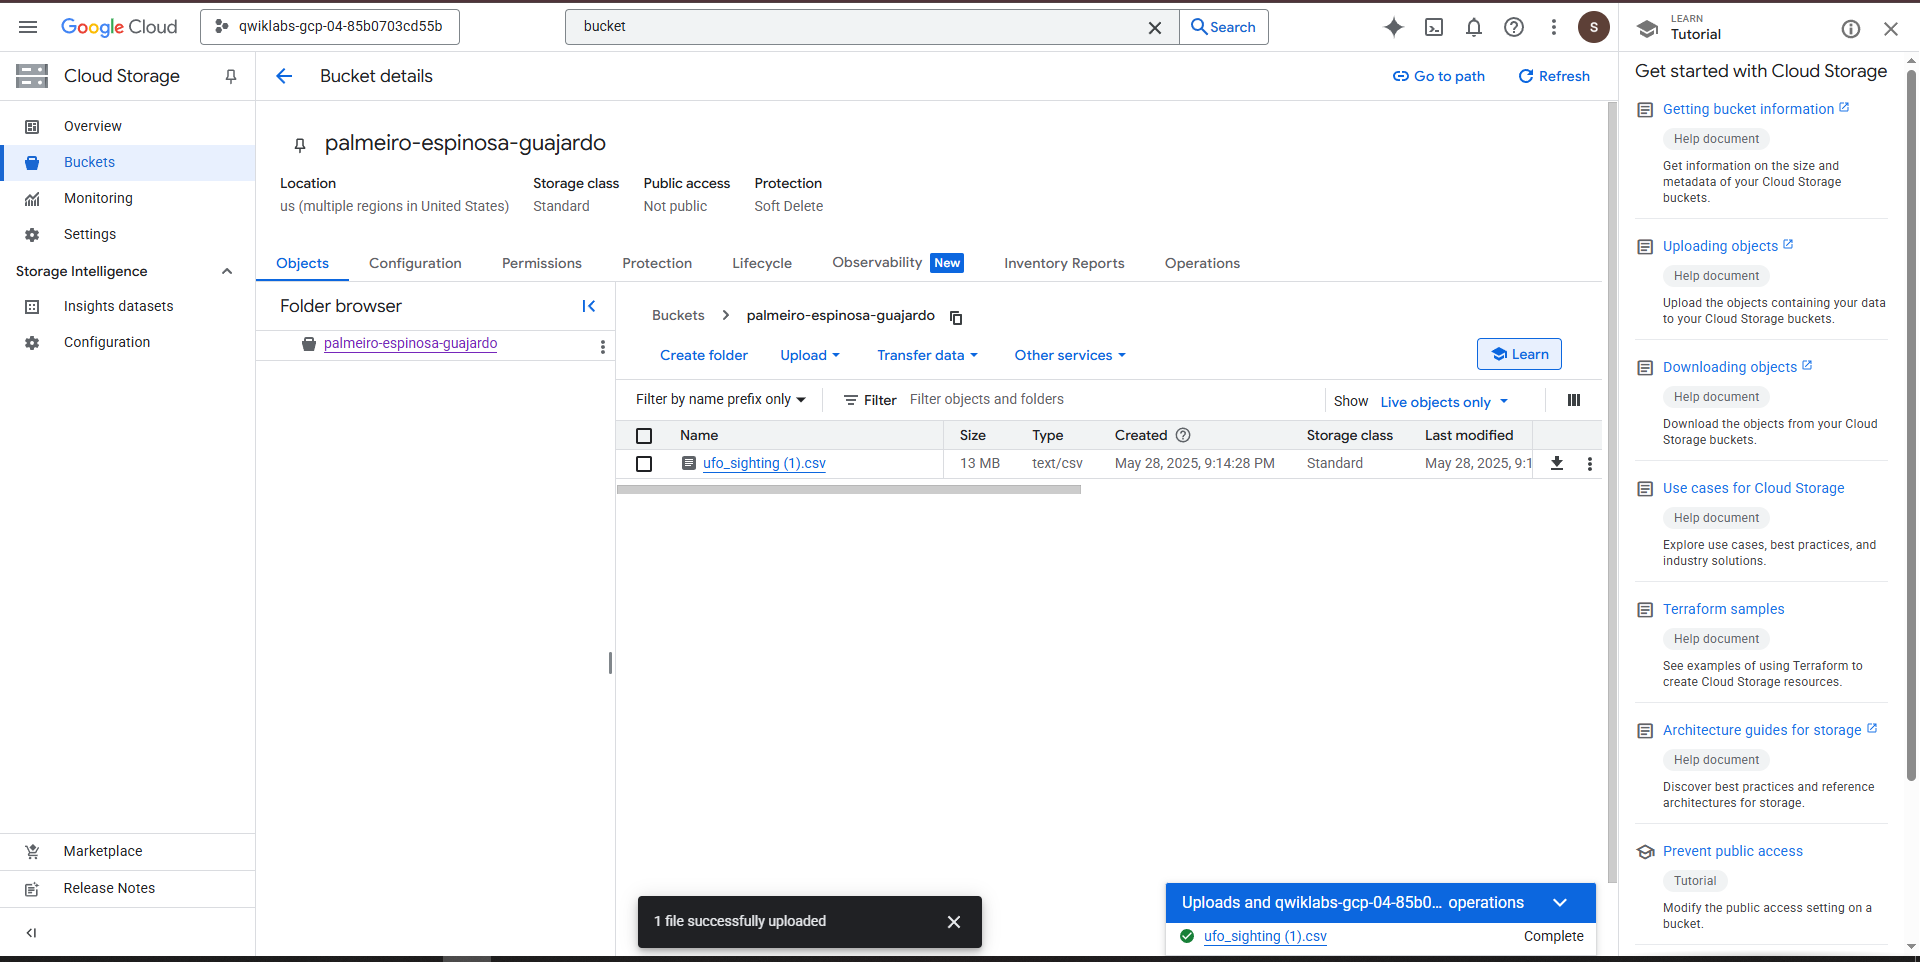 Google Cloud
qwiklabs-gcp-04-85b0703cd55b
bucket
Search
S
LEARN
Tutorial
Cloud Storage
Overview
Buckets
Monitoring
Settings
Storage Intelligence
Insights datasets
Configuration
Marketplace
Release Notes
Bucket details
Go to path
Refresh
palmeiro-espinosa-guajardo
Location Storage class Public access Protection
us (multiple regions in United States) Standard Not public Soft Delete
Objects Configuration Permissions Protection Lifecycle Observability New Inventory Reports Operations
Folder browser
palmeiro-espinosa-guajardo
Buckets palmeiro-espinosa-guajardo
Create folder Upload Transfer data Other services Learn
Filter by name prefix only Filter Filter objects and folders Show Live objects only
Name Size Type Created Storage class Last modified
ufo_sighting (1).csv 13 MB text/csv May 28, 2025, 9:14:28 PM Standard May 28, 2025, 9:1
1 file successfully uploaded
Uploads and qwiklabs-gcp-04-85b0... operations
ufo_sighting (1).csv Complete
Get started with Cloud Storage
Getting bucket information
Help document
Get information on the size and
metadata of your Cloud Storage
buckets.
Uploading objects
Help document
Upload the objects containing your data
to your Cloud Storage buckets.
Downloading objects
Help document
Download the objects from your Cloud
Storage buckets.
Use cases for Cloud Storage
Help document
Explore use cases, best practices, and
industry solutions.
Terraform samples
Help document
See examples of using Terraform to
create Cloud Storage resources.
Architecture guides for storage
Help document
Discover best practices and reference
architectures for storage.
Prevent public access
Tutorial
Modify the public access setting on a
bucket.